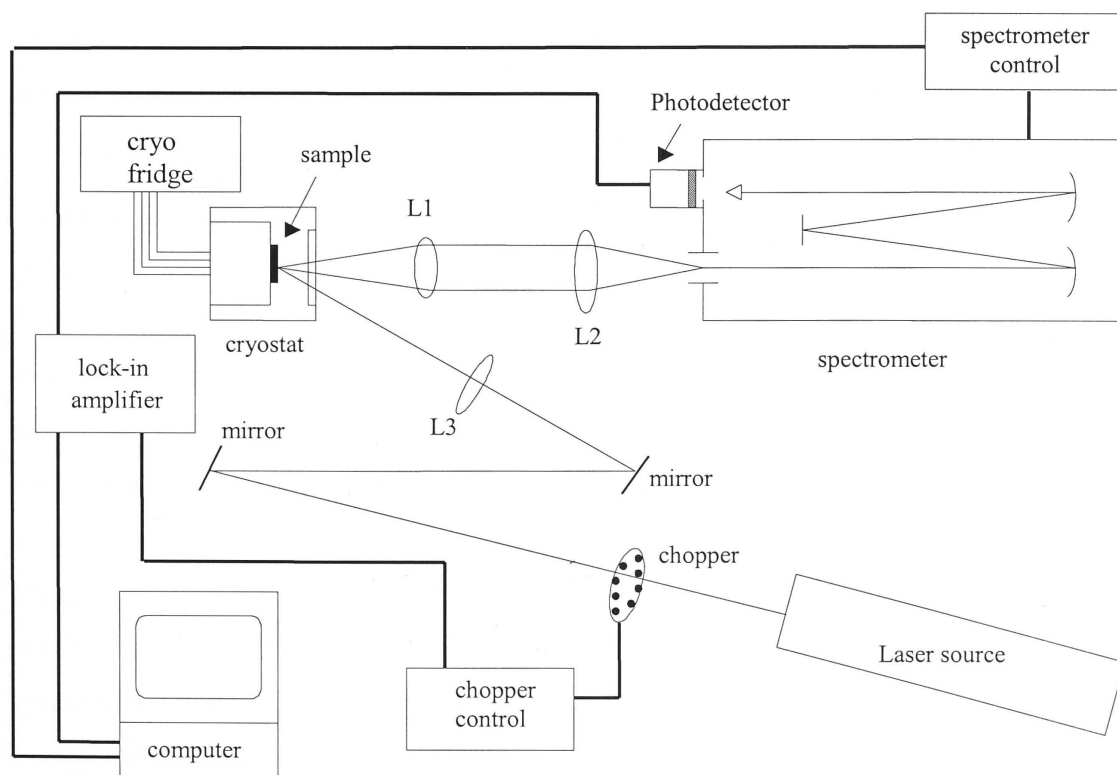 spectrometer
control
Photodetector
cryo
fridge
sample
L1
L2
cryostat
spectrometer
lock-in
amplifier
L3
mirror
mirror
chopper
Laser source
chopper
control
computer